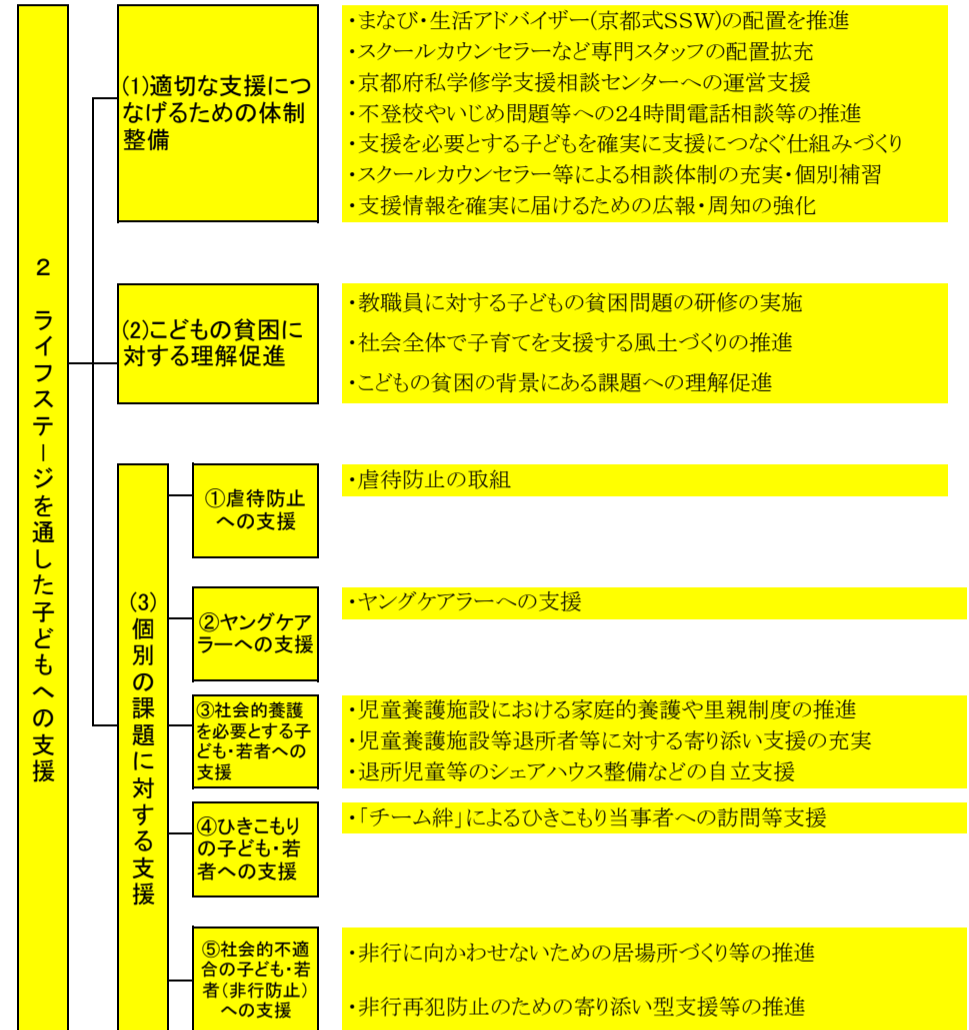 2 ライフステージを通した子どもへの支援
(1)適切な支援につ
なげるための体制
整備
・まなび・生活アドバイザー(京都式SSW)の配置を推進
・スクールカウンセラーなど専門スタッフの配置拡充
・京都府私学修学支援相談センターへの運営支援
・不登校やいじめ問題等への24時間電話相談等の推進
・支援を必要とする子どもを確実に支援につなぐ仕組みづくり
・スクールカウンセラー等による相談体制の充実・個別補習
・支援情報を確実に届けるための広報・周知の強化
(2)こどもの貧困に
対する理解促進
・教職員に対する子どもの貧困問題の研修の実施
・社会全体で子育てを支援する風土づくりの推進
・こどもの貧困の背景にある課題への理解促進
(3)個別の課題に対する支援
①虐待防止
への支援
・虐待防止の取組
②ヤングケア
ラーへの支援
・ヤングケアラーへの支援
③社会的養護
を必要とする子
ども・若者への
支援
・児童養護施設における家庭的養護や里親制度の推進
・児童養護施設等退所者等に対する寄り添い支援の充実
・退所児童等のシェアハウス整備などの自立支援
④ひきこもり
の子ども・若
者への支援
・「チーム絆」によるひきこもり当事者への訪問等支援
⑤社会的不適
合の子ども・若
者(非行防止)
への支援
・非行に向かわせないための居場所づくり等の推進
・非行再犯防止のための寄り添い型支援等の推進